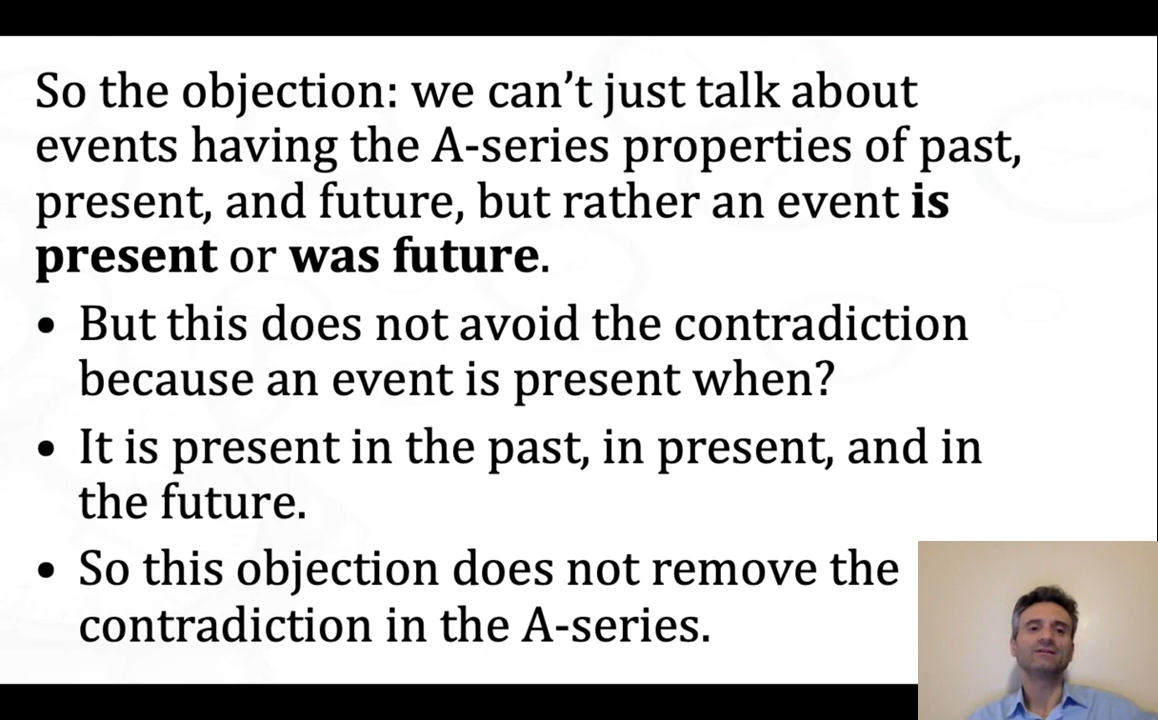 So the objection: we can’t just talk about
events having the A-series properties of past,
present, and future, but rather an event is
present or was future.
• But this does not avoid the contradiction
because an event is present when?
• It is present in the past, in present, and in
the future.
• So this objection does not remove the
contradiction in the A-series.